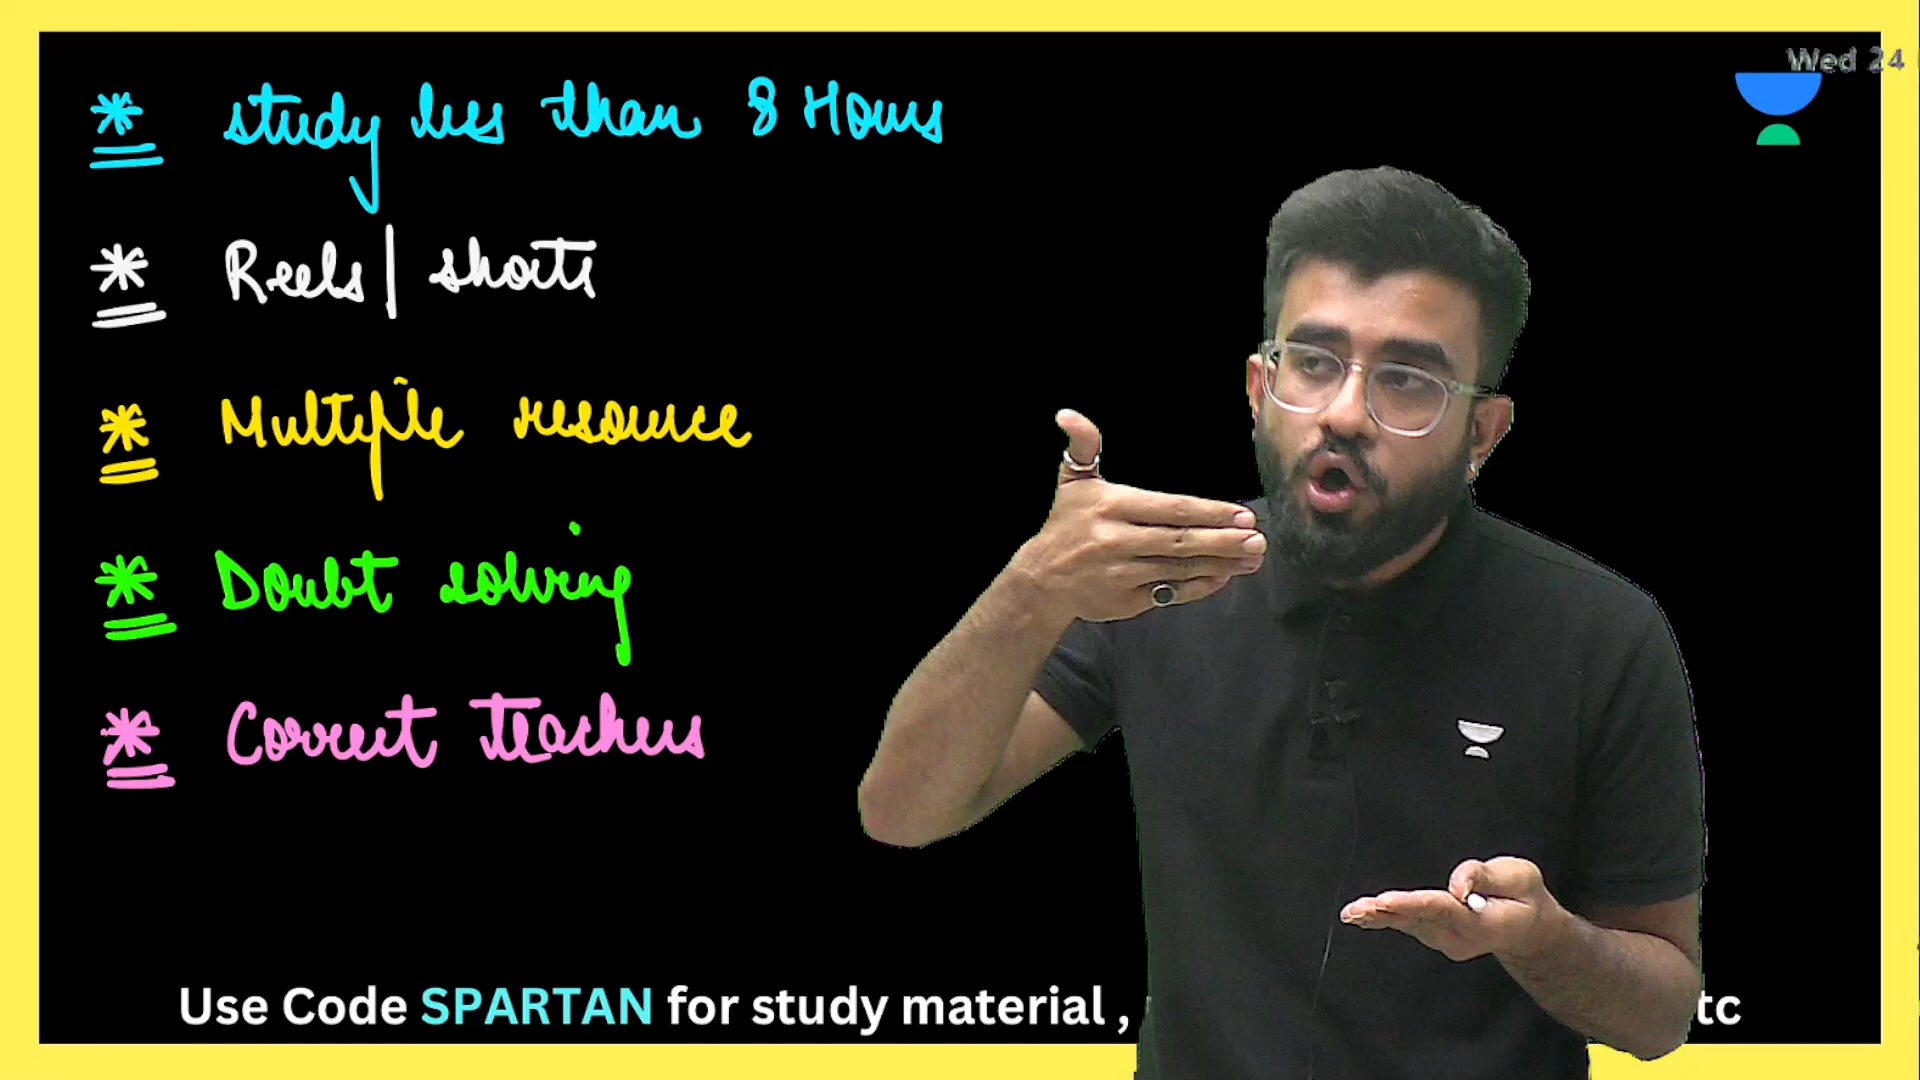 Wed 24
* study less than 8 Hours
* Reels | shorts
* Multiple resource
* Doubt solving
* Correct teachers
Use Code SPARTAN for study material , tc